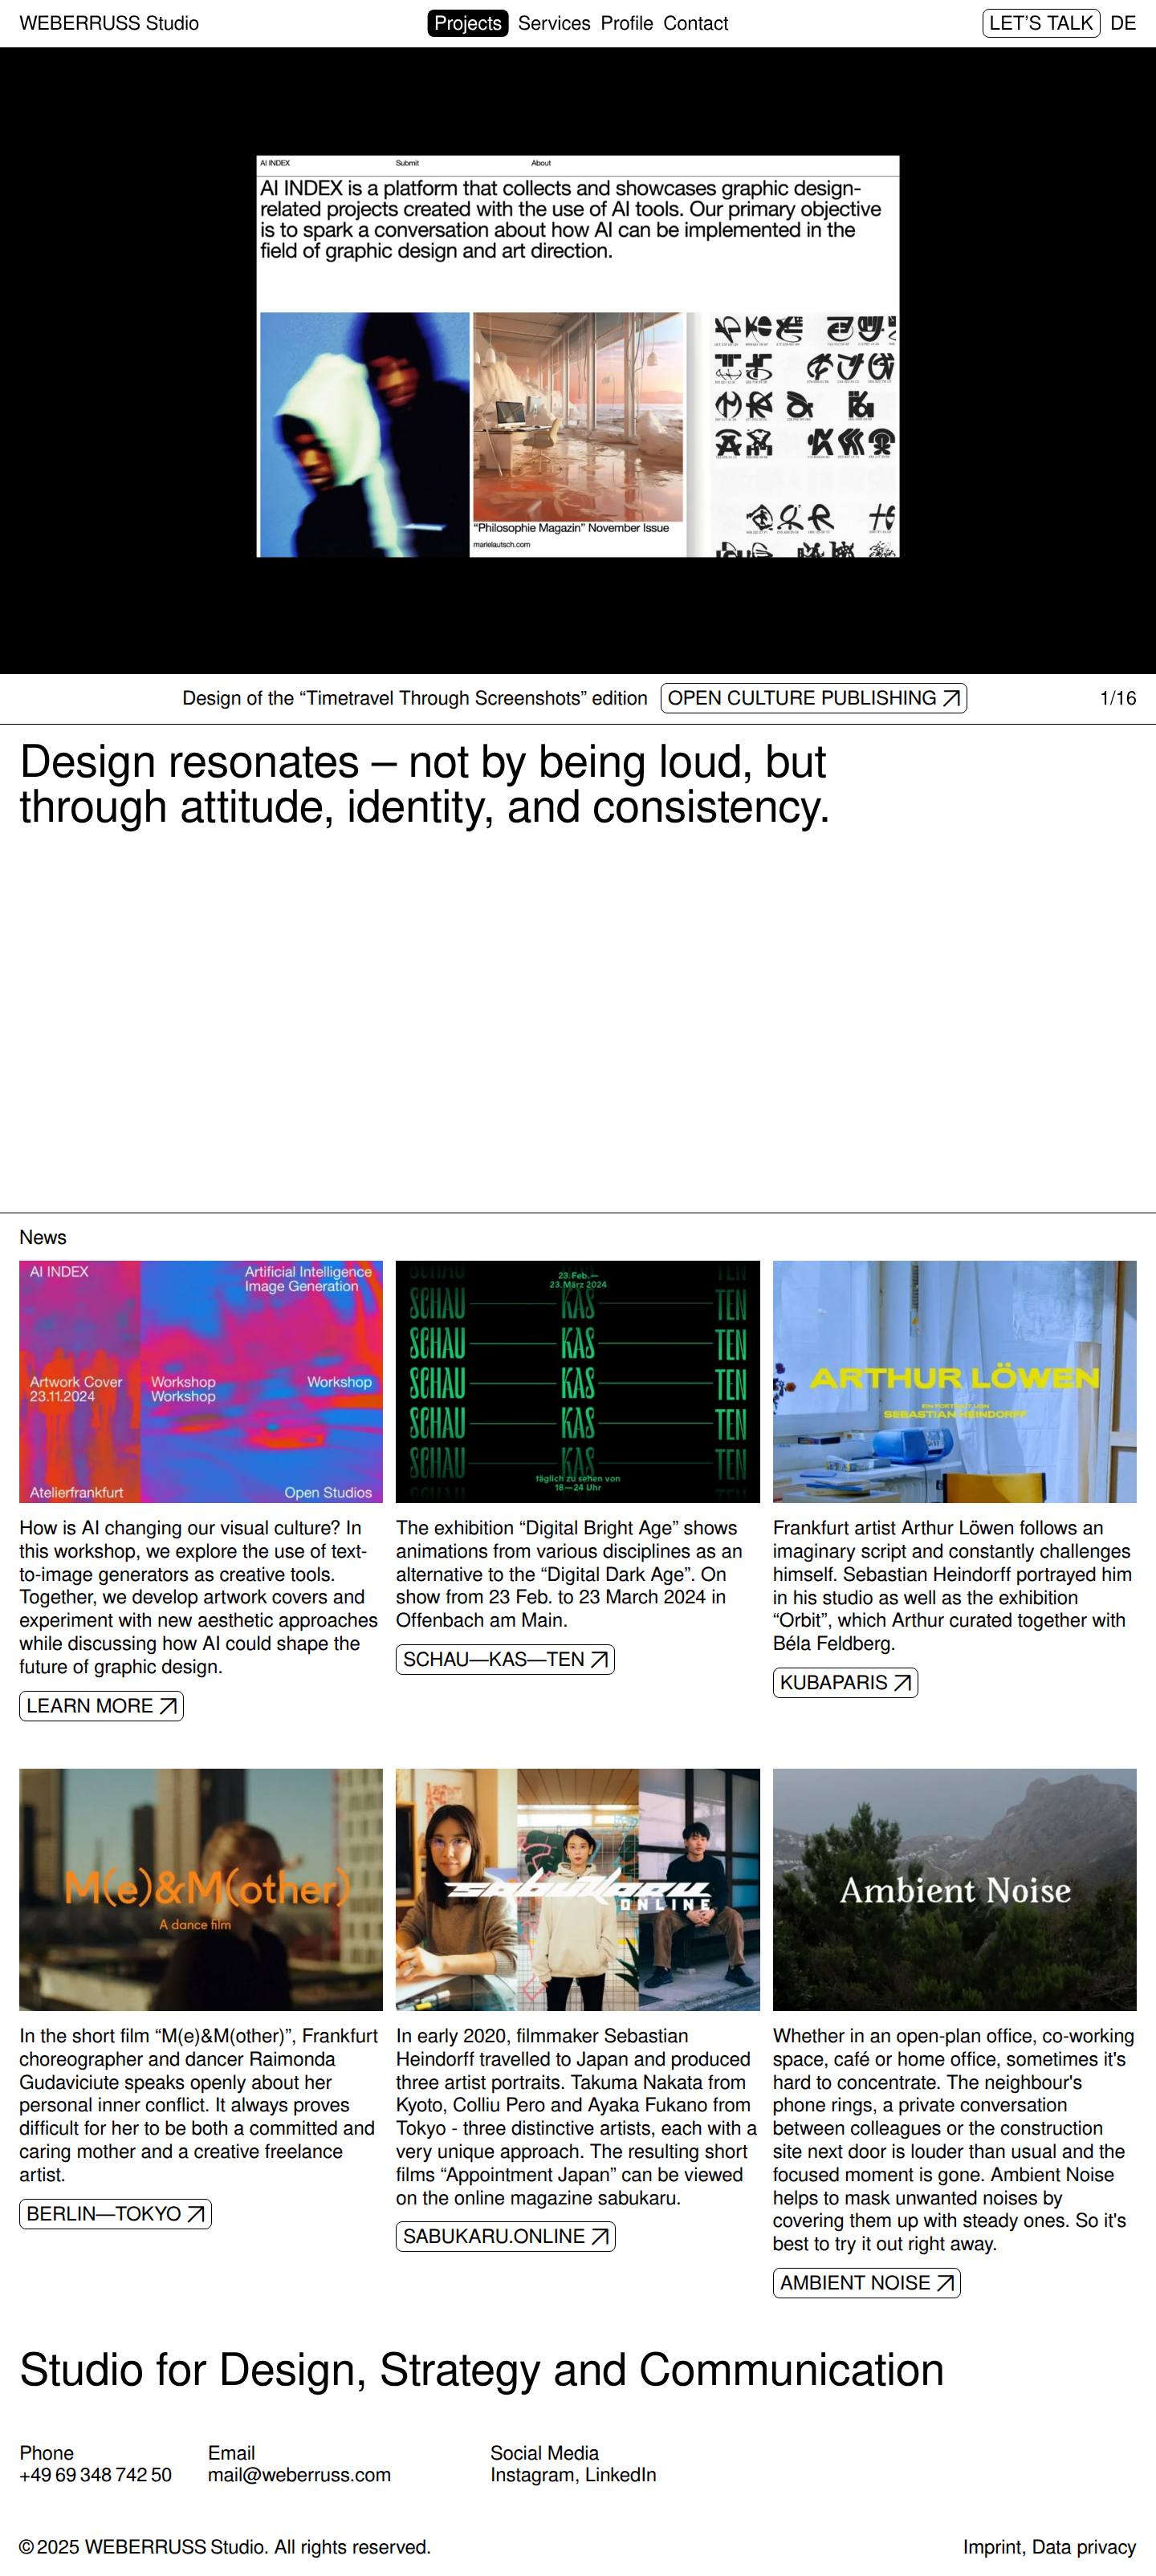 WEBERRUSS Studio
Projects Services Profile Contact
LET'S TALK DE
AI INDEX Submit About
AI INDEX is a platform that collects and showcases graphic design-
related projects created with the use of AI tools. Our primary objective
is to spark a conversation about how AI can be implemented in the
field of graphic design and art direction.
“Philosophie Magazin” November Issue
marielautsch.com
Design of the “Timetravel Through Screenshots” edition OPEN CULTURE PUBLISHING 1/16
Design resonates – not by being loud, but
through attitude, identity, and consistency.
News
AI INDEX
Artificial Intelligence
Image Generation
Artwork Cover
23.11.2024
Workshop
Workshop
Workshop
Atelierfrankfurt
Open Studios
How is AI changing our visual culture? In
this workshop, we explore the use of text-
to-image generators as creative tools.
Together, we develop artwork covers and
experiment with new aesthetic approaches
while discussing how AI could shape the
future of graphic design.
LEARN MORE
23.Feb.—
23.März 2024
SCHAU KAS TEN
SCHAU KAS TEN
SCHAU KAS TEN
SCHAU KAS TEN
SCHAU KAS TEN
täglich zu sehen von
18—24 Uhr
The exhibition “Digital Bright Age” shows
animations from various disciplines as an
alternative to the “Digital Dark Age”. On
show from 23 Feb. to 23 March 2024 in
Offenbach am Main.
SCHAU—KAS—TEN
ARTHUR LÖWEN
EIN PORTRAIT VON
SEBASTIAN HEINDORFF
Frankfurt artist Arthur Löwen follows an
imaginary script and constantly challenges
himself. Sebastian Heindorff portrayed him
in his studio as well as the exhibition
“Orbit”, which Arthur curated together with
Béla Feldberg.
KUBAPARIS
M(e)&M(other)
A dance film
In the short film “M(e)&M(other)”, Frankfurt
choreographer and dancer Raimonda
Gudaviciute speaks openly about her
personal inner conflict. It always proves
difficult for her to be both a committed and
caring mother and a creative freelance
artist.
BERLIN—TOKYO
sabukaru
ONLINE
In early 2020, filmmaker Sebastian
Heindorff travelled to Japan and produced
three artist portraits. Takuma Nakata from
Kyoto, Colliu Pero and Ayaka Fukano from
Tokyo - three distinctive artists, each with a
very unique approach. The resulting short
films “Appointment Japan” can be viewed
on the online magazine sabukaru.
SABUKARU.ONLINE
Ambient Noise
Whether in an open-plan office, co-working
space, café or home office, sometimes it's
hard to concentrate. The neighbour's
phone rings, a private conversation
between colleagues or the construction
site next door is louder than usual and the
focused moment is gone. Ambient Noise
helps to mask unwanted noises by
covering them up with steady ones. So it's
best to try it out right away.
AMBIENT NOISE
Studio for Design, Strategy and Communication
Phone
+49 69 348 742 50
Email
mail@weberruss.com
Social Media
Instagram, LinkedIn
© 2025 WEBERRUSS Studio. All rights reserved.
Imprint, Data privacy